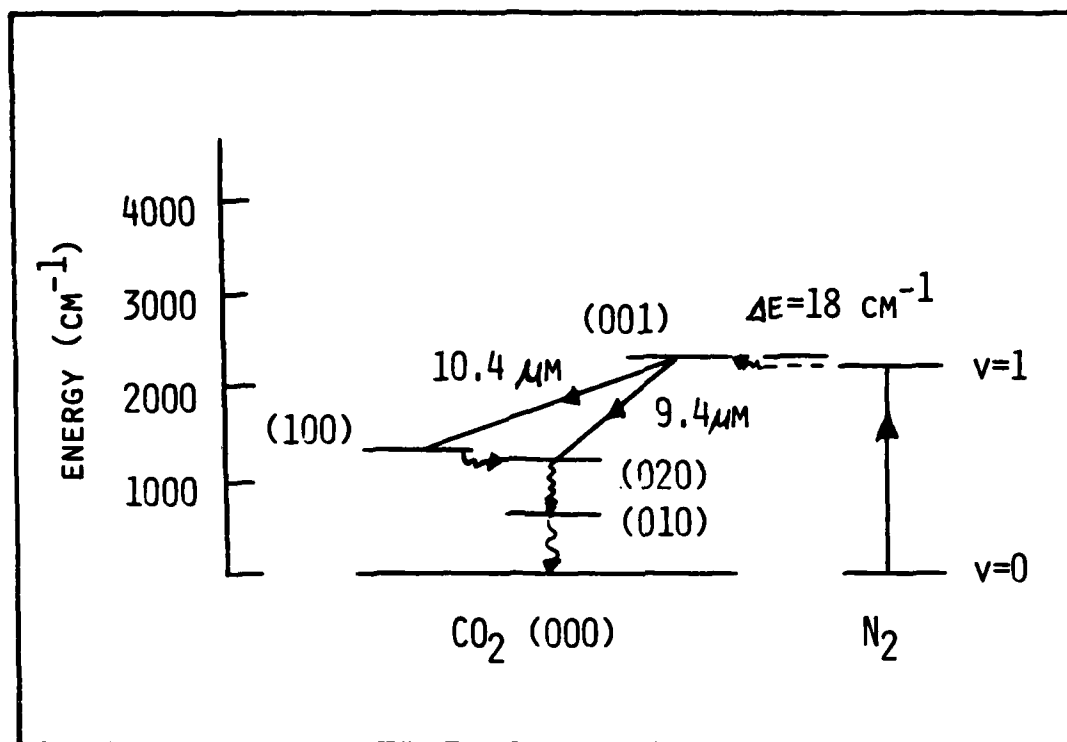 4000
3000
2000
1000
ENERGY (CM⁻¹)
(001)
ΔE=18 CM⁻¹
10.4 μM
9.4μM
v=1
(100)
(020)
(010)
v=0
CO₂ (000)
N₂